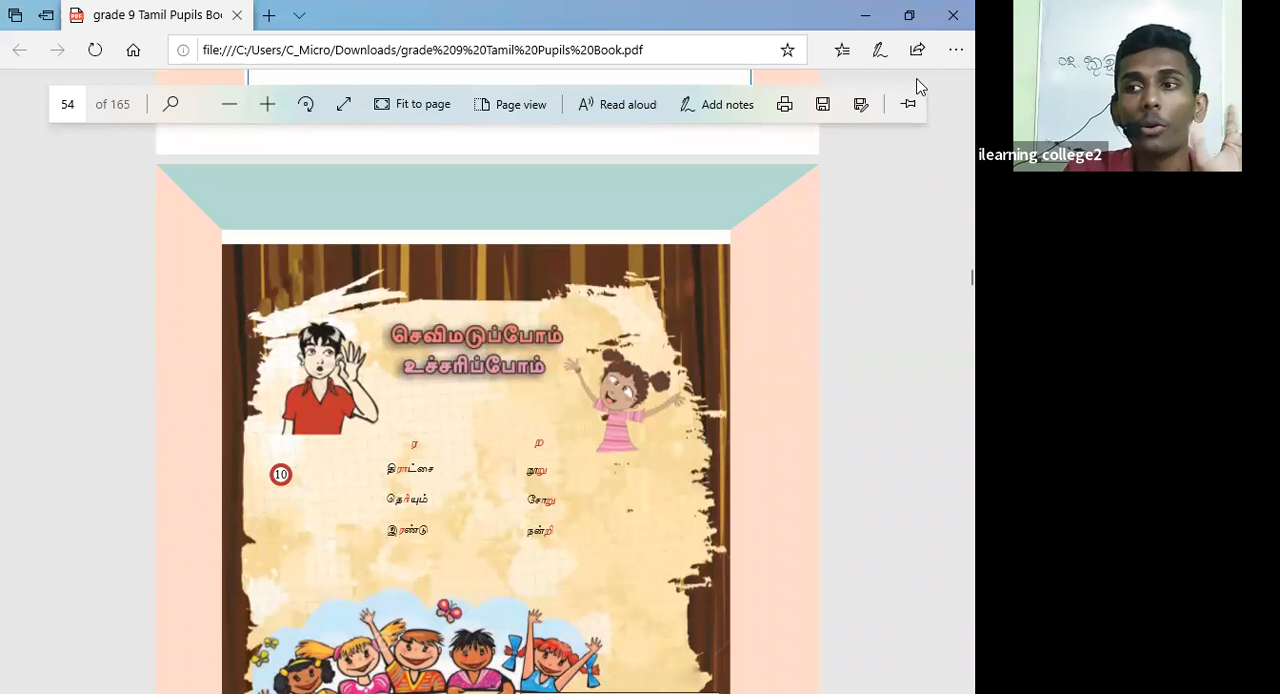 grade 9 Tamil Pupils Boo
file:///C:/Users/C_Micro/Downloads/grade%209%20Tamil%20Pupils%20Book.pdf
54 of 165 Fit to page Page view Read aloud Add notes
ilearning college2
செவிமடுப்போம்
உச்சரிப்போம்
ர ற
10 திராட்சை நூறு
தெரியும் சோறு
இரண்டு நன்றி